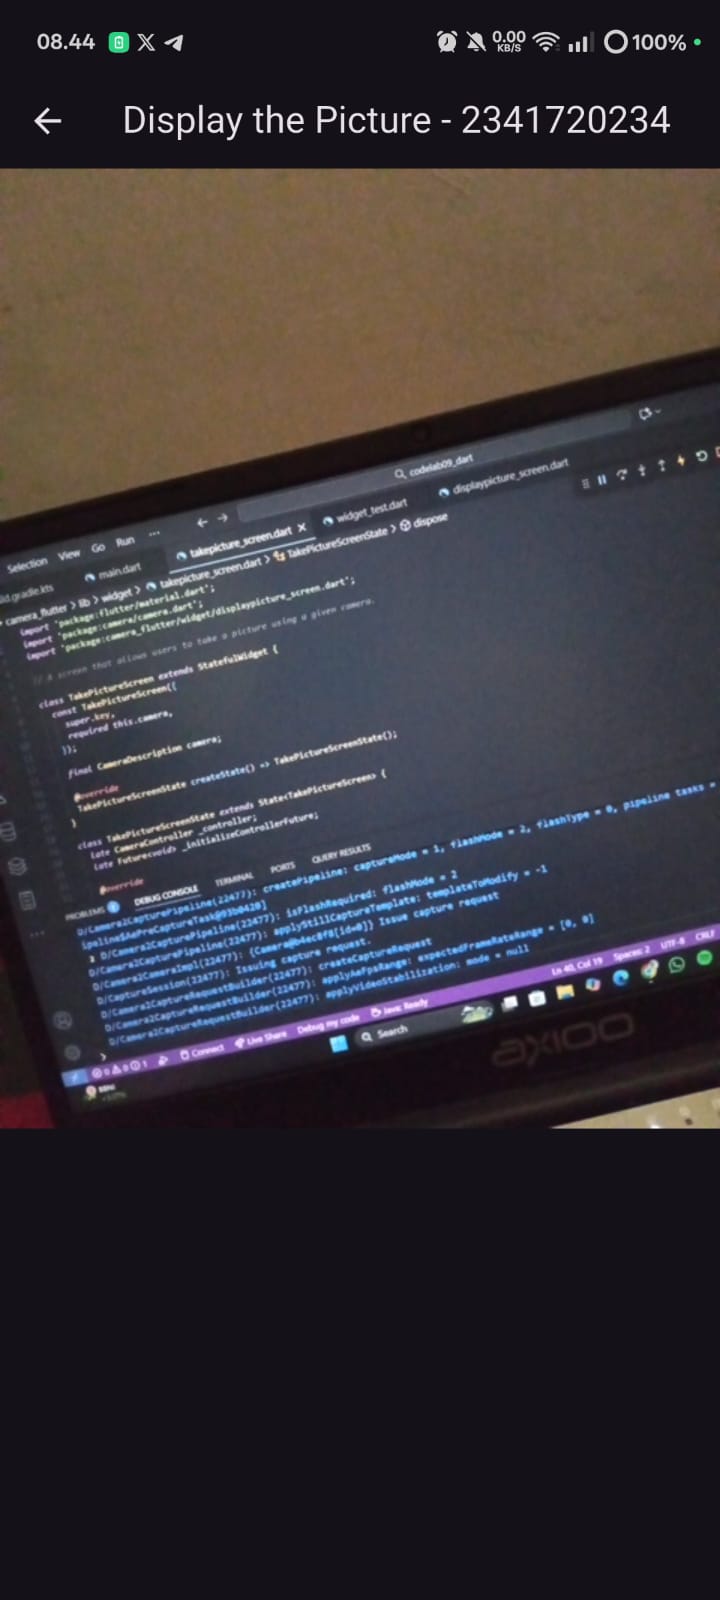 08.44
0.00
KB/S
100%
Display the Picture - 2341720234
codelab09_dart
Selection View Go Run ...
ld.gradle.kts main.dart takepicture_screen.dart widget_test.dart displaypicture_screen.dart
camera_flutter > lib > widget > takepicture_screen.dart > TakePictureScreenState > dispose
import 'package:flutter/material.dart';
import 'package:camera/camera.dart';
import 'package:camera_flutter/widget/displaypicture_screen.dart';
// A screen that allows users to take a picture using a given camera.
class TakePictureScreen extends StatefulWidget {
const TakePictureScreen({
super.key,
required this.camera,
});
final CameraDescription camera;
@override
TakePictureScreenState createState() => TakePictureScreenState();
}
class TakePictureScreenState extends State<TakePictureScreen> {
late CameraController _controller;
late Future<void> _initializeControllerFuture;
@override
PROBLEMS DEBUG CONSOLE TERMINAL PORTS QUERY RESULTS
D/Camera2CapturePipeline(22477): createPipeline: captureMode = 1, flashMode = 2, flashType = 0, pipeline tasks =
D/Camera2CapturePipeline(22477): isFlashRequired: flashMode = 2
D/Camera2CapturePipeline(22477): applyStillCaptureTemplate: templateToModify = -1
D/Camera2CameraImpl(22477): Issue capture request
D/CaptureSession(22477): Issuing capture request.
D/Camera2CaptureRequestBuilder(22477): createCaptureRequest
D/Camera2CaptureRequestBuilder(22477): applyAeFpsRange: expectedFrameRateRange = [0, 0]
D/Camera2CaptureRequestBuilder(22477): applyVideoStabilization: mode = null
>
0 0 1 Connect Live Share Debug my code Java: Ready Ln 40, Col 19 Spaces: 2 UTF-8 CRLF
Search
axioo